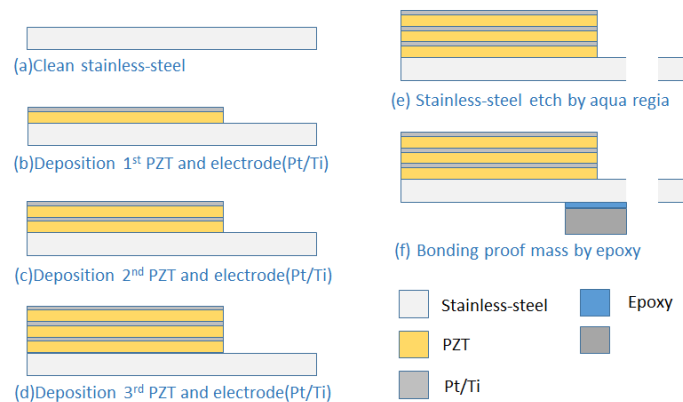 (a)Clean stainless-steel
(b)Deposition 1st PZT and electrode(Pt/Ti)
(c)Deposition 2nd PZT and electrode(Pt/Ti)
(d)Deposition 3rd PZT and electrode(Pt/Ti)
(e) Stainless-steel etch by aqua regia
(f) Bonding proof mass by epoxy
Stainless-steel
Epoxy
PZT
Pt/Ti